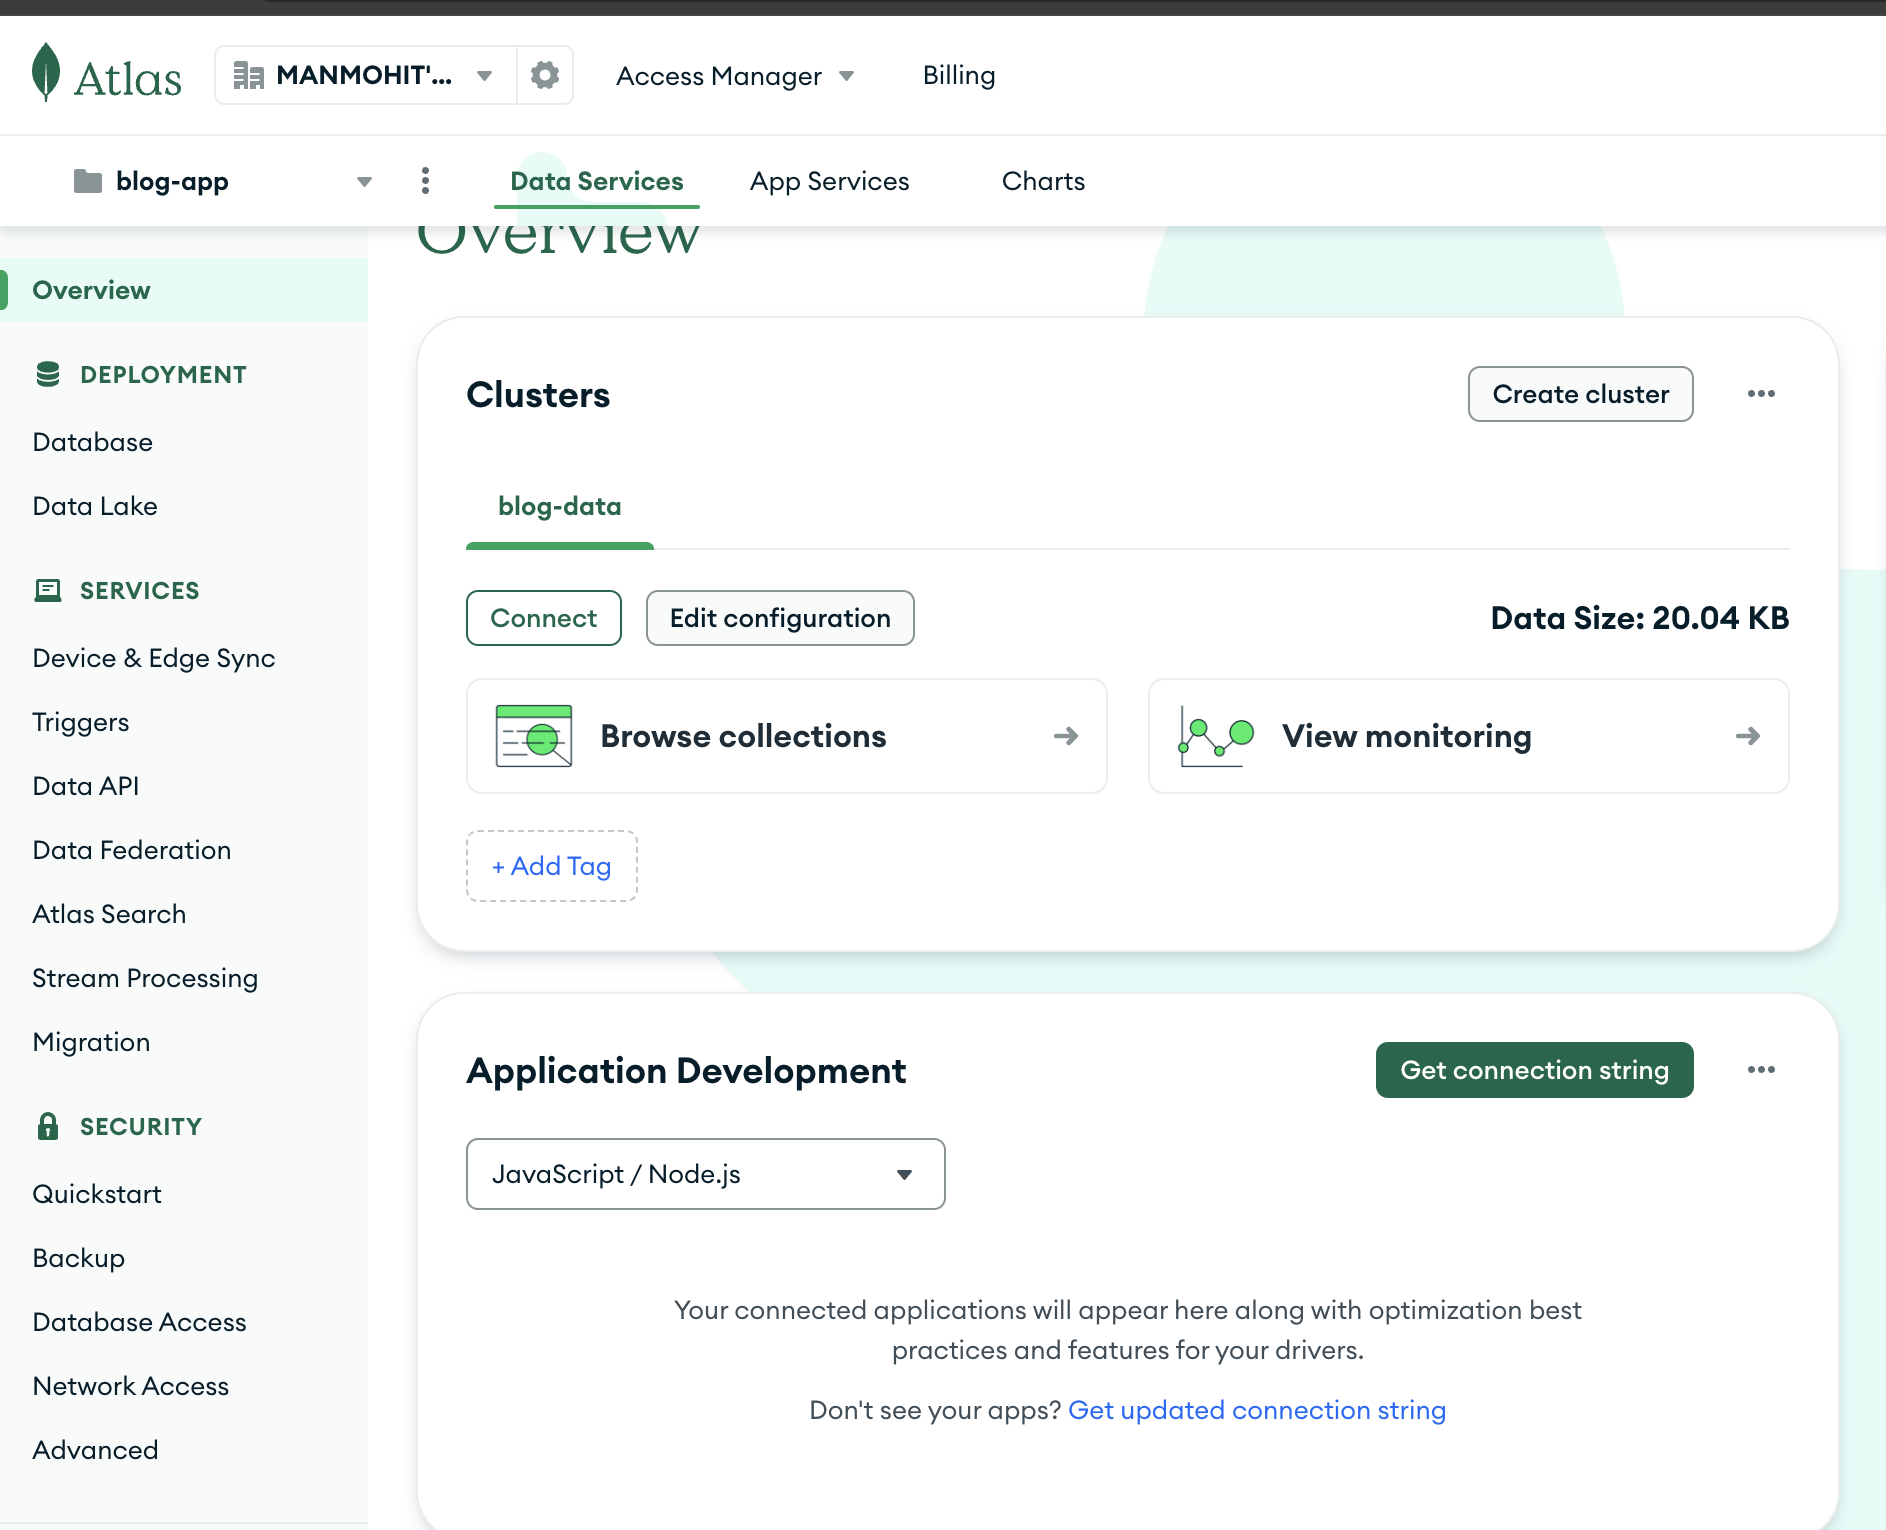 Atlas
MANMOHIT'...
Access Manager
Billing
blog-app
Data Services
App Services
Charts
Overview
Overview
DEPLOYMENT
Database
Data Lake
SERVICES
Device & Edge Sync
Triggers
Data API
Data Federation
Atlas Search
Stream Processing
Migration
SECURITY
Quickstart
Backup
Database Access
Network Access
Advanced
Clusters
Create cluster
blog-data
Connect
Edit configuration
Data Size: 20.04 KB
Browse collections
View monitoring
+ Add Tag
Application Development
Get connection string
JavaScript / Node.js
Your connected applications will appear here along with optimization best
practices and features for your drivers.
Don't see your apps? Get updated connection string